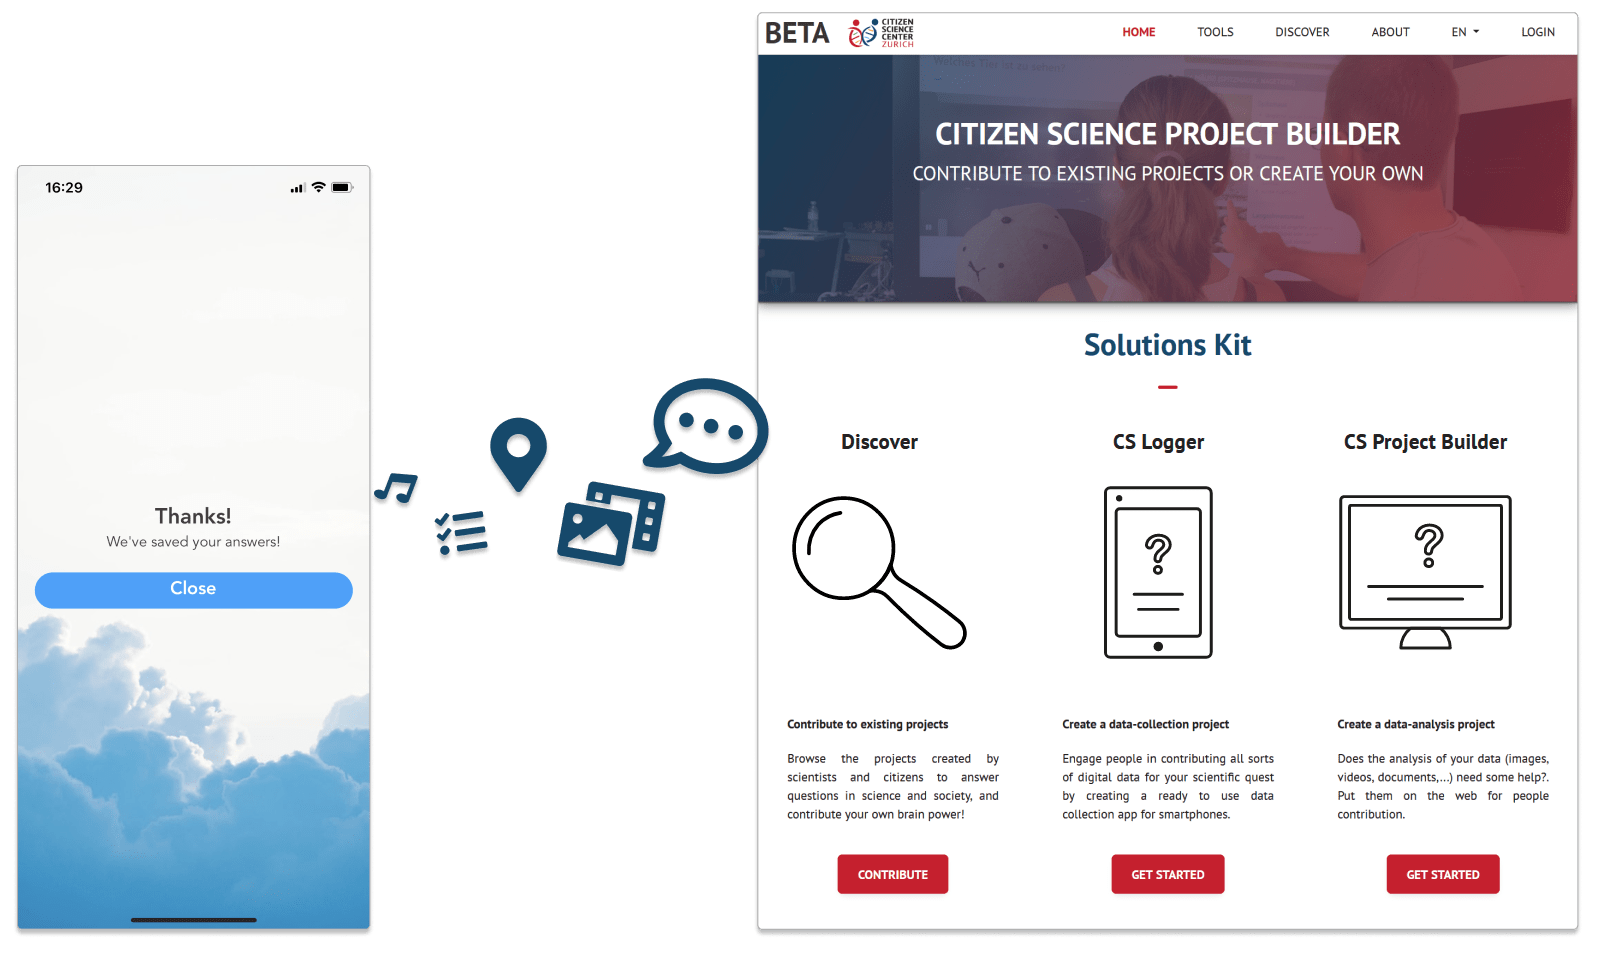 16:29
Thanks!
We've saved your answers!
Close
BETA
CITIZEN
SCIENCE
CENTER
ZURICH
HOME
TOOLS
DISCOVER
ABOUT
EN
LOGIN
Welches Tier ist zu sehen?
CITIZEN SCIENCE PROJECT BUILDER
CONTRIBUTE TO EXISTING PROJECTS OR CREATE YOUR OWN
Solutions Kit
Discover
Contribute to existing projects
Browse the projects created by
scientists and citizens to answer
questions in science and society, and
contribute your own brain power!
CONTRIBUTE
CS Logger
?
Create a data-collection project
Engage people in contributing all sorts
of digital data for your scientific quest
by creating a ready to use data
collection app for smartphones.
GET STARTED
CS Project Builder
?
Create a data-analysis project
Does the analysis of your data (images,
videos, documents,...) need some help?.
Put them on the web for people
contribution.
GET STARTED